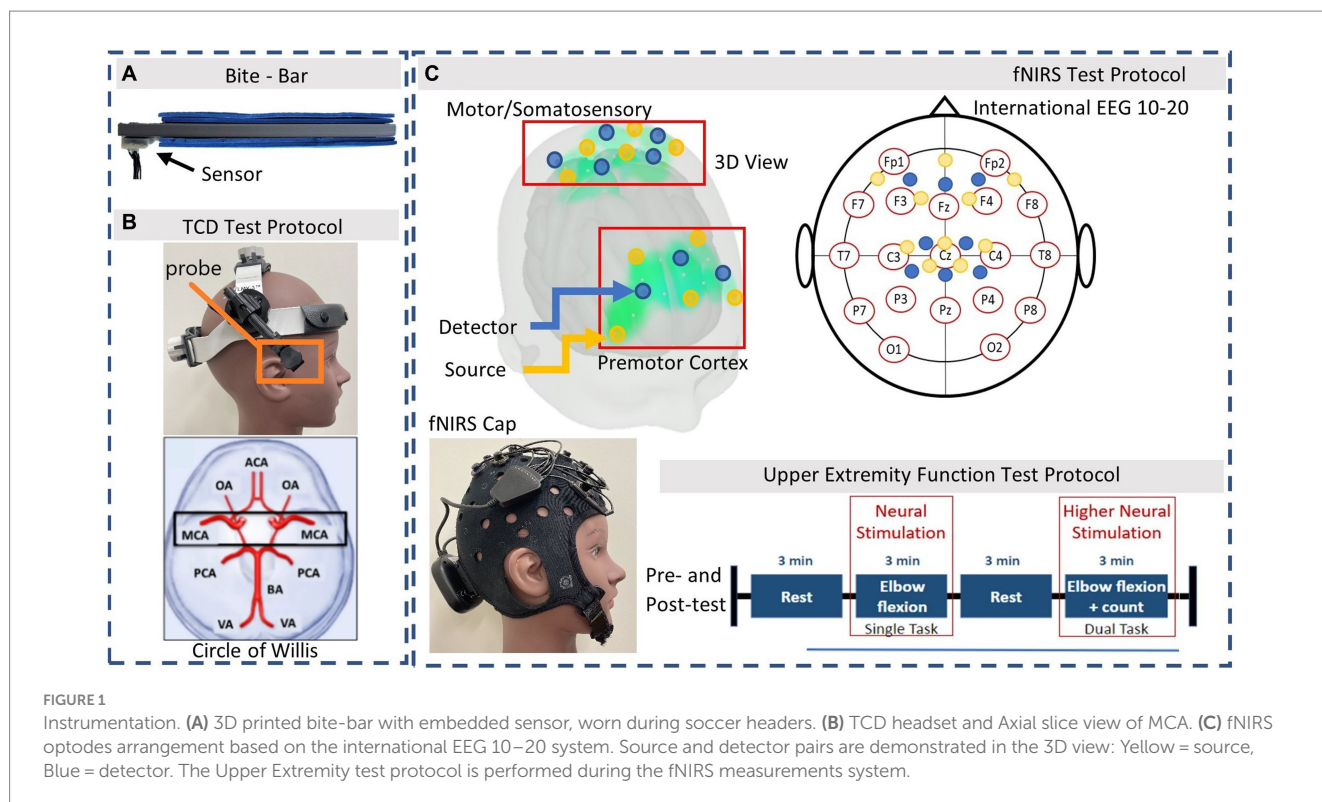 A
Bite - Bar
Sensor
B
TCD Test Protocol
probe
ACA
OA
OA
MCA
MCA
PCA
PCA
BA
VA
VA
Circle of Willis
C
fNIRS Test Protocol
Motor/Somatosensory
3D View
Detector
Source
Premotor Cortex
International EEG 10-20
Fp1
Fp2
F7
F3
Fz
F4
F8
T7
C3
Cz
C4
T8
P7
P3
Pz
P4
P8
O1
O2
fNIRS Cap
Upper Extremity Function Test Protocol
Neural
Stimulation
Higher Neural
Stimulation
3 min
3 min
3 min
3 min
Pre- and
Post-test
Rest
Elbow
flexion
Rest
Elbow flexion
+ count
Single Task
Dual Task
FIGURE 1
Instrumentation. (A) 3D printed bite-bar with embedded sensor, worn during soccer headers. (B) TCD headset and Axial slice view of MCA. (C) fNIRS
optodes arrangement based on the international EEG 10–20 system. Source and detector pairs are demonstrated in the 3D view: Yellow = source,
Blue = detector. The Upper Extremity test protocol is performed during the fNIRS measurements system.